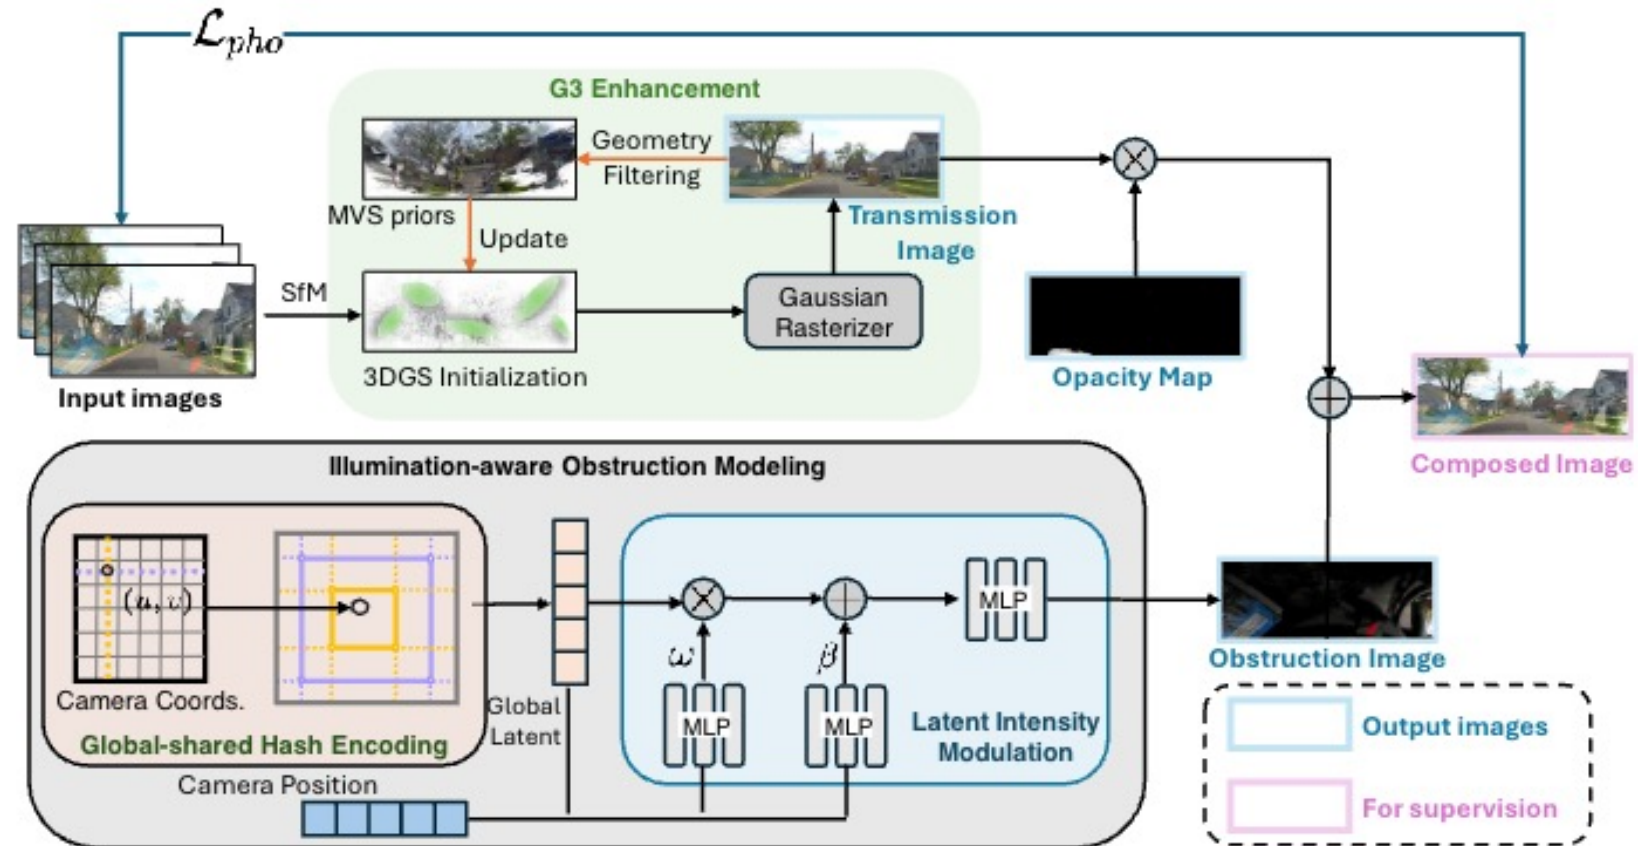 𝓛pho
G3 Enhancement
Geometry
Filtering
MVS priors
Update
Transmission
Image
SfM
Gaussian
Rasterizer
3DGS Initialization
Input images
Opacity Map
Composed Image
Illumination-aware Obstruction Modeling
(u, v)
Camera Coords.
Global-shared Hash Encoding
Global
Latent
Camera Position
ω
β
MLP
MLP
MLP
Latent Intensity
Modulation
Obstruction Image
Output images
For supervision